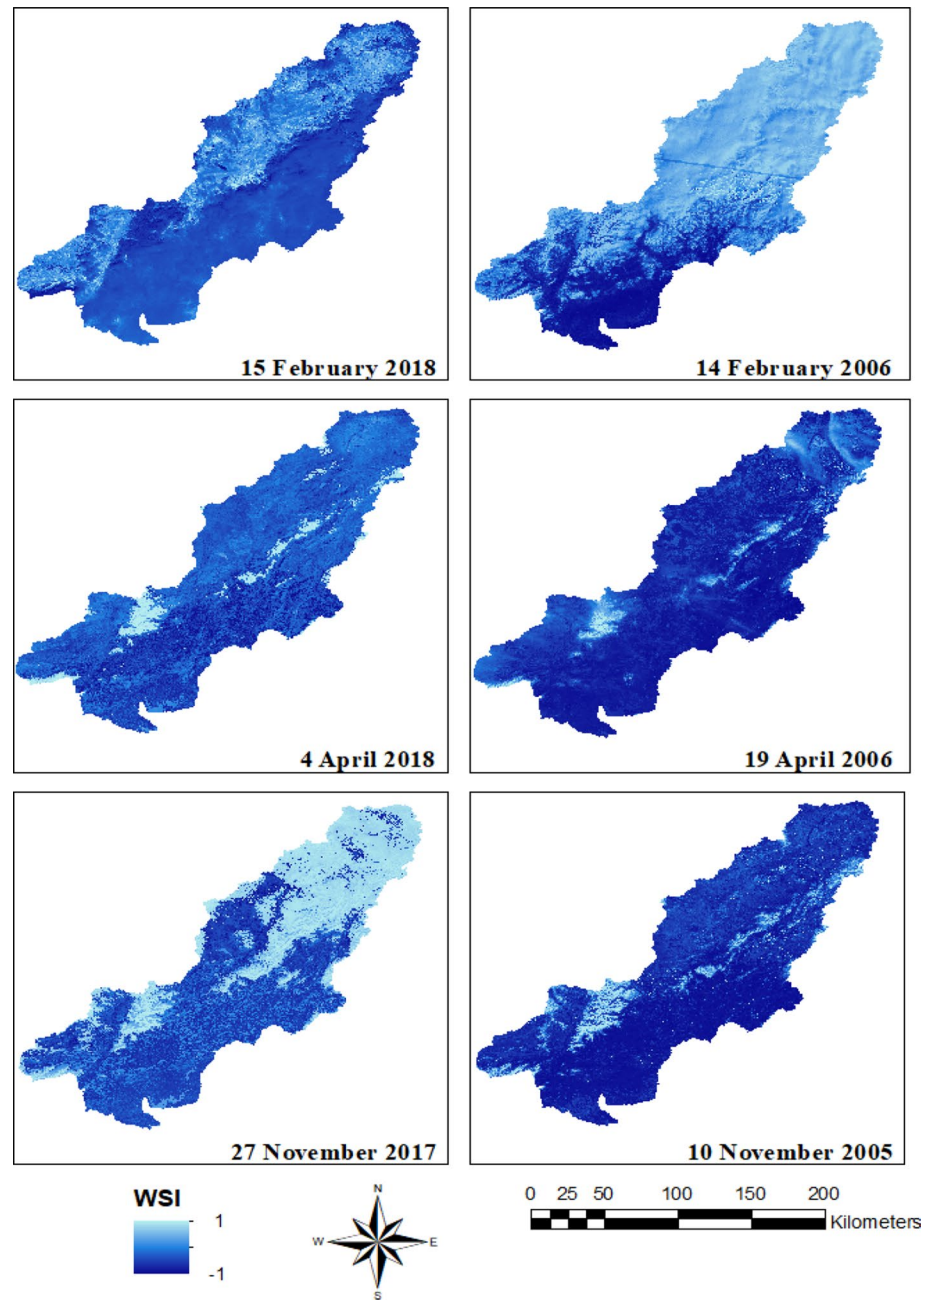 15 February 2018
14 February 2006
4 April 2018
19 April 2006
27 November 2017
10 November 2005
WSI
1
-1
N
W E
S
0 25 50 100 150 200
Kilometers